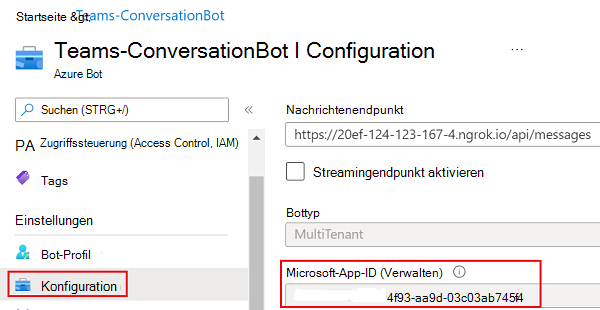 Startseite &gt; Teams-ConversationBot
Teams-ConversationBot I Configuration
...
Azure Bot
Suchen (STRG+/)
«
PA Zugriffssteuerung (Access Control, IAM)
Tags
Einstellungen
Bot-Profil
Konfiguration
Nachrichtenendpunkt
https://20ef-124-123-167-4.ngrok.io/api/messages
Streamingendpunkt aktivieren
Bottyp
MultiTenant
Microsoft-App-ID (Verwalten)
4f93-aa9d-03c03ab745f4